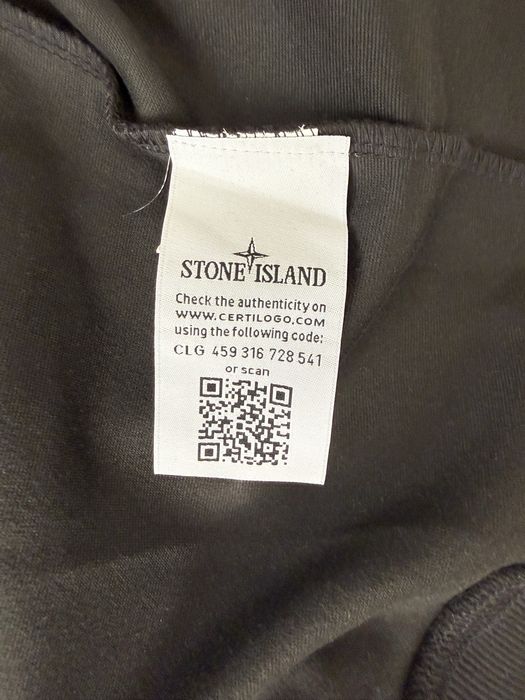 STONE ISLAND
Check the authenticity on
WWW.CERTILOGO.COM
using the following code:
CLG 459 316 728 541
or scan